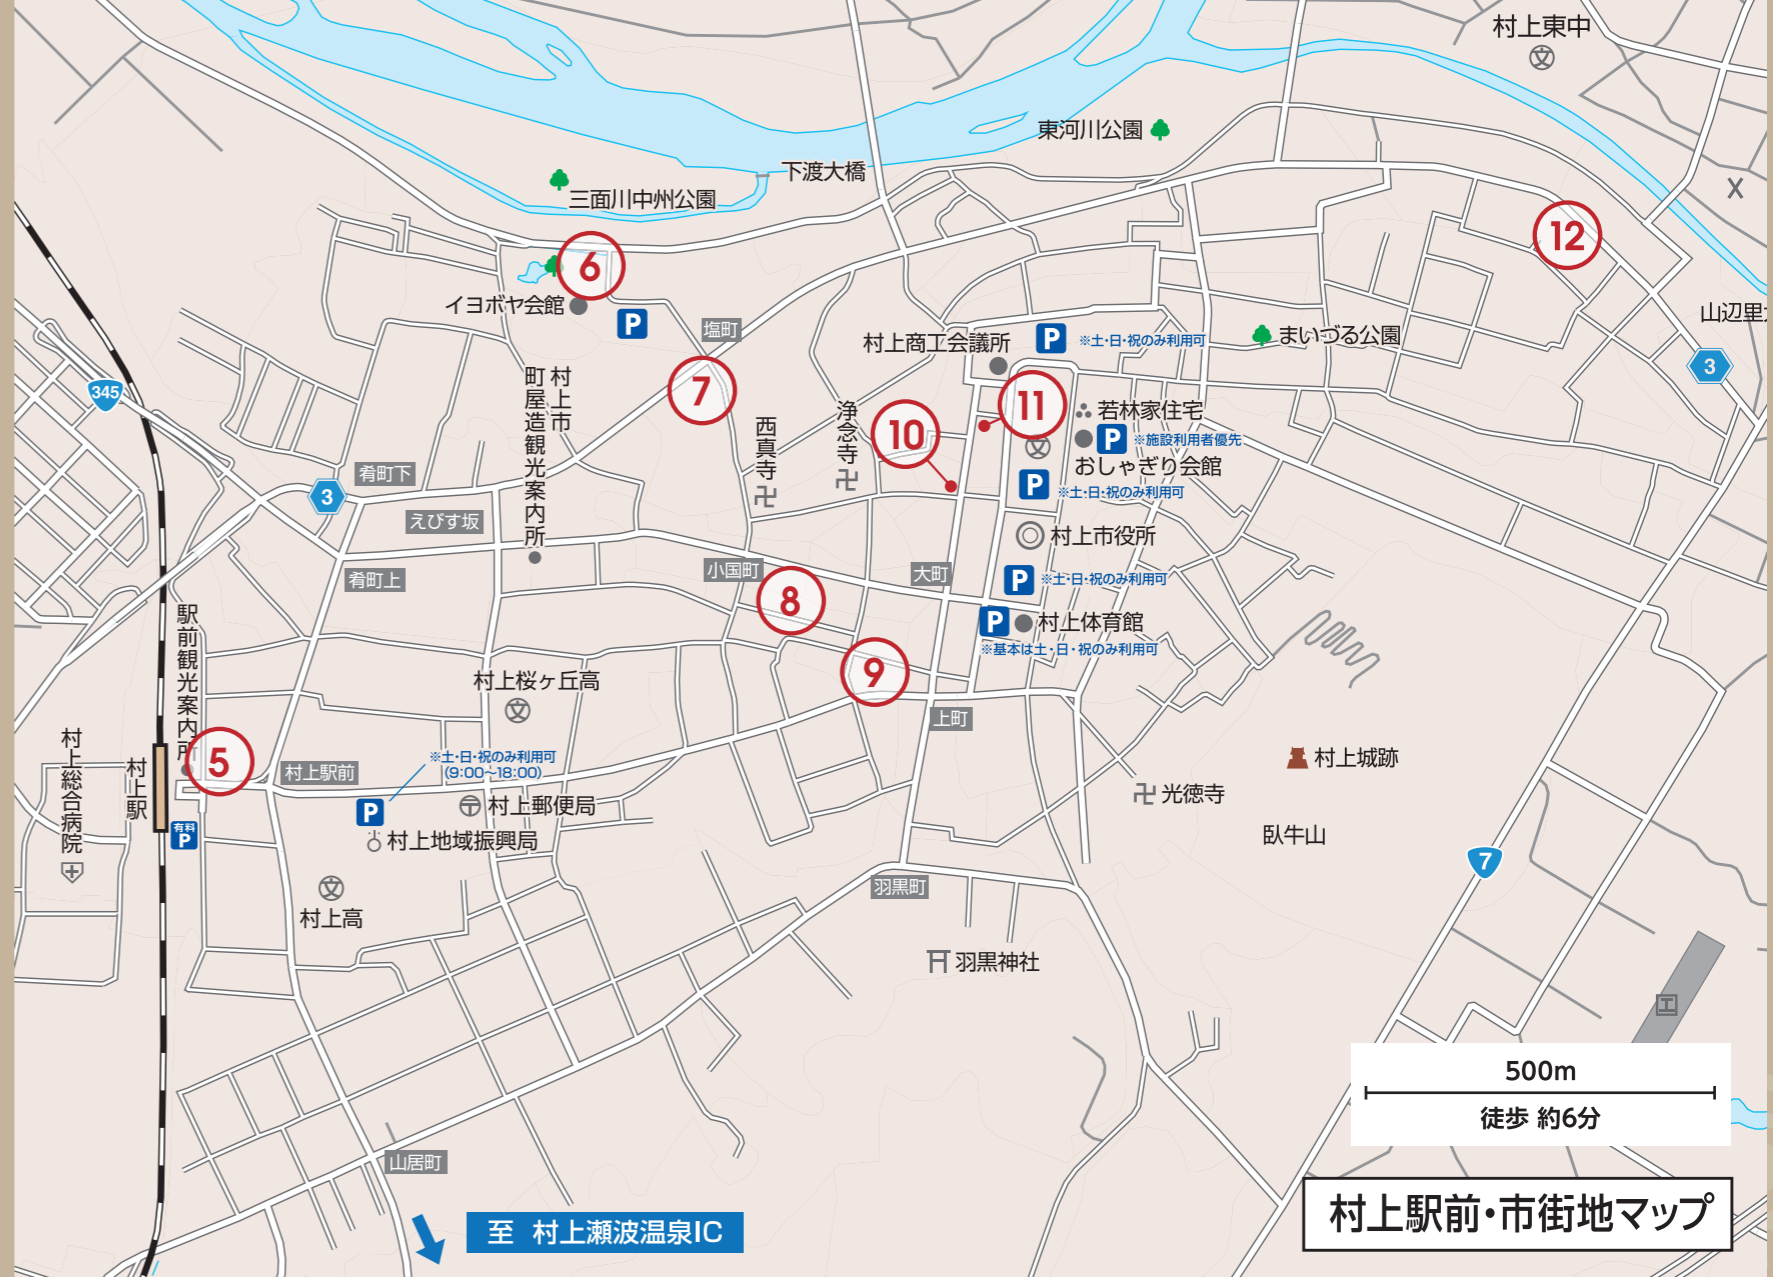 村上東中
東河川公園
下渡大橋
三面川中州公園
12
6
イヨボヤ会館
P
塩町
山辺里
村上商工会議所
P
※土・日・祝のみ利用可
まいづる公園
3
345
7
村上市
町屋造観光案内所
西真寺
浄念寺
10
11
若林家住宅
P
※施設利用者優先
おしゃぎり会館
P
※土・日・祝のみ利用可
肴町下
3
えびす坂
村上市役所
肴町上
小国町
大町
P
※土・日・祝のみ利用可
8
P
村上体育館
※基本は土・日・祝のみ利用可
駅前観光案内所
9
村上桜ヶ丘高
上町
村上総合病院
村上駅
5
村上駅前
※土・日・祝のみ利用可
(9:00~18:00)
村上城跡
光徳寺
P
村上郵便局
有料
P
村上地域振興局
臥牛山
7
村上高
羽黒町
羽黒神社
500m
徒歩 約6分
山居町
至 村上瀬波温泉IC
村上駅前・市街地マップ